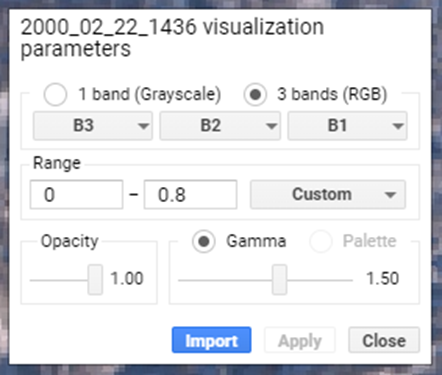 2000_02_22_1436 visualization
parameters
1 band (Grayscale) 3 bands (RGB)
B3 B2 B1
Range
0 – 0.8 Custom
Opacity Gamma Palette
1.00 1.50
Import Apply Close